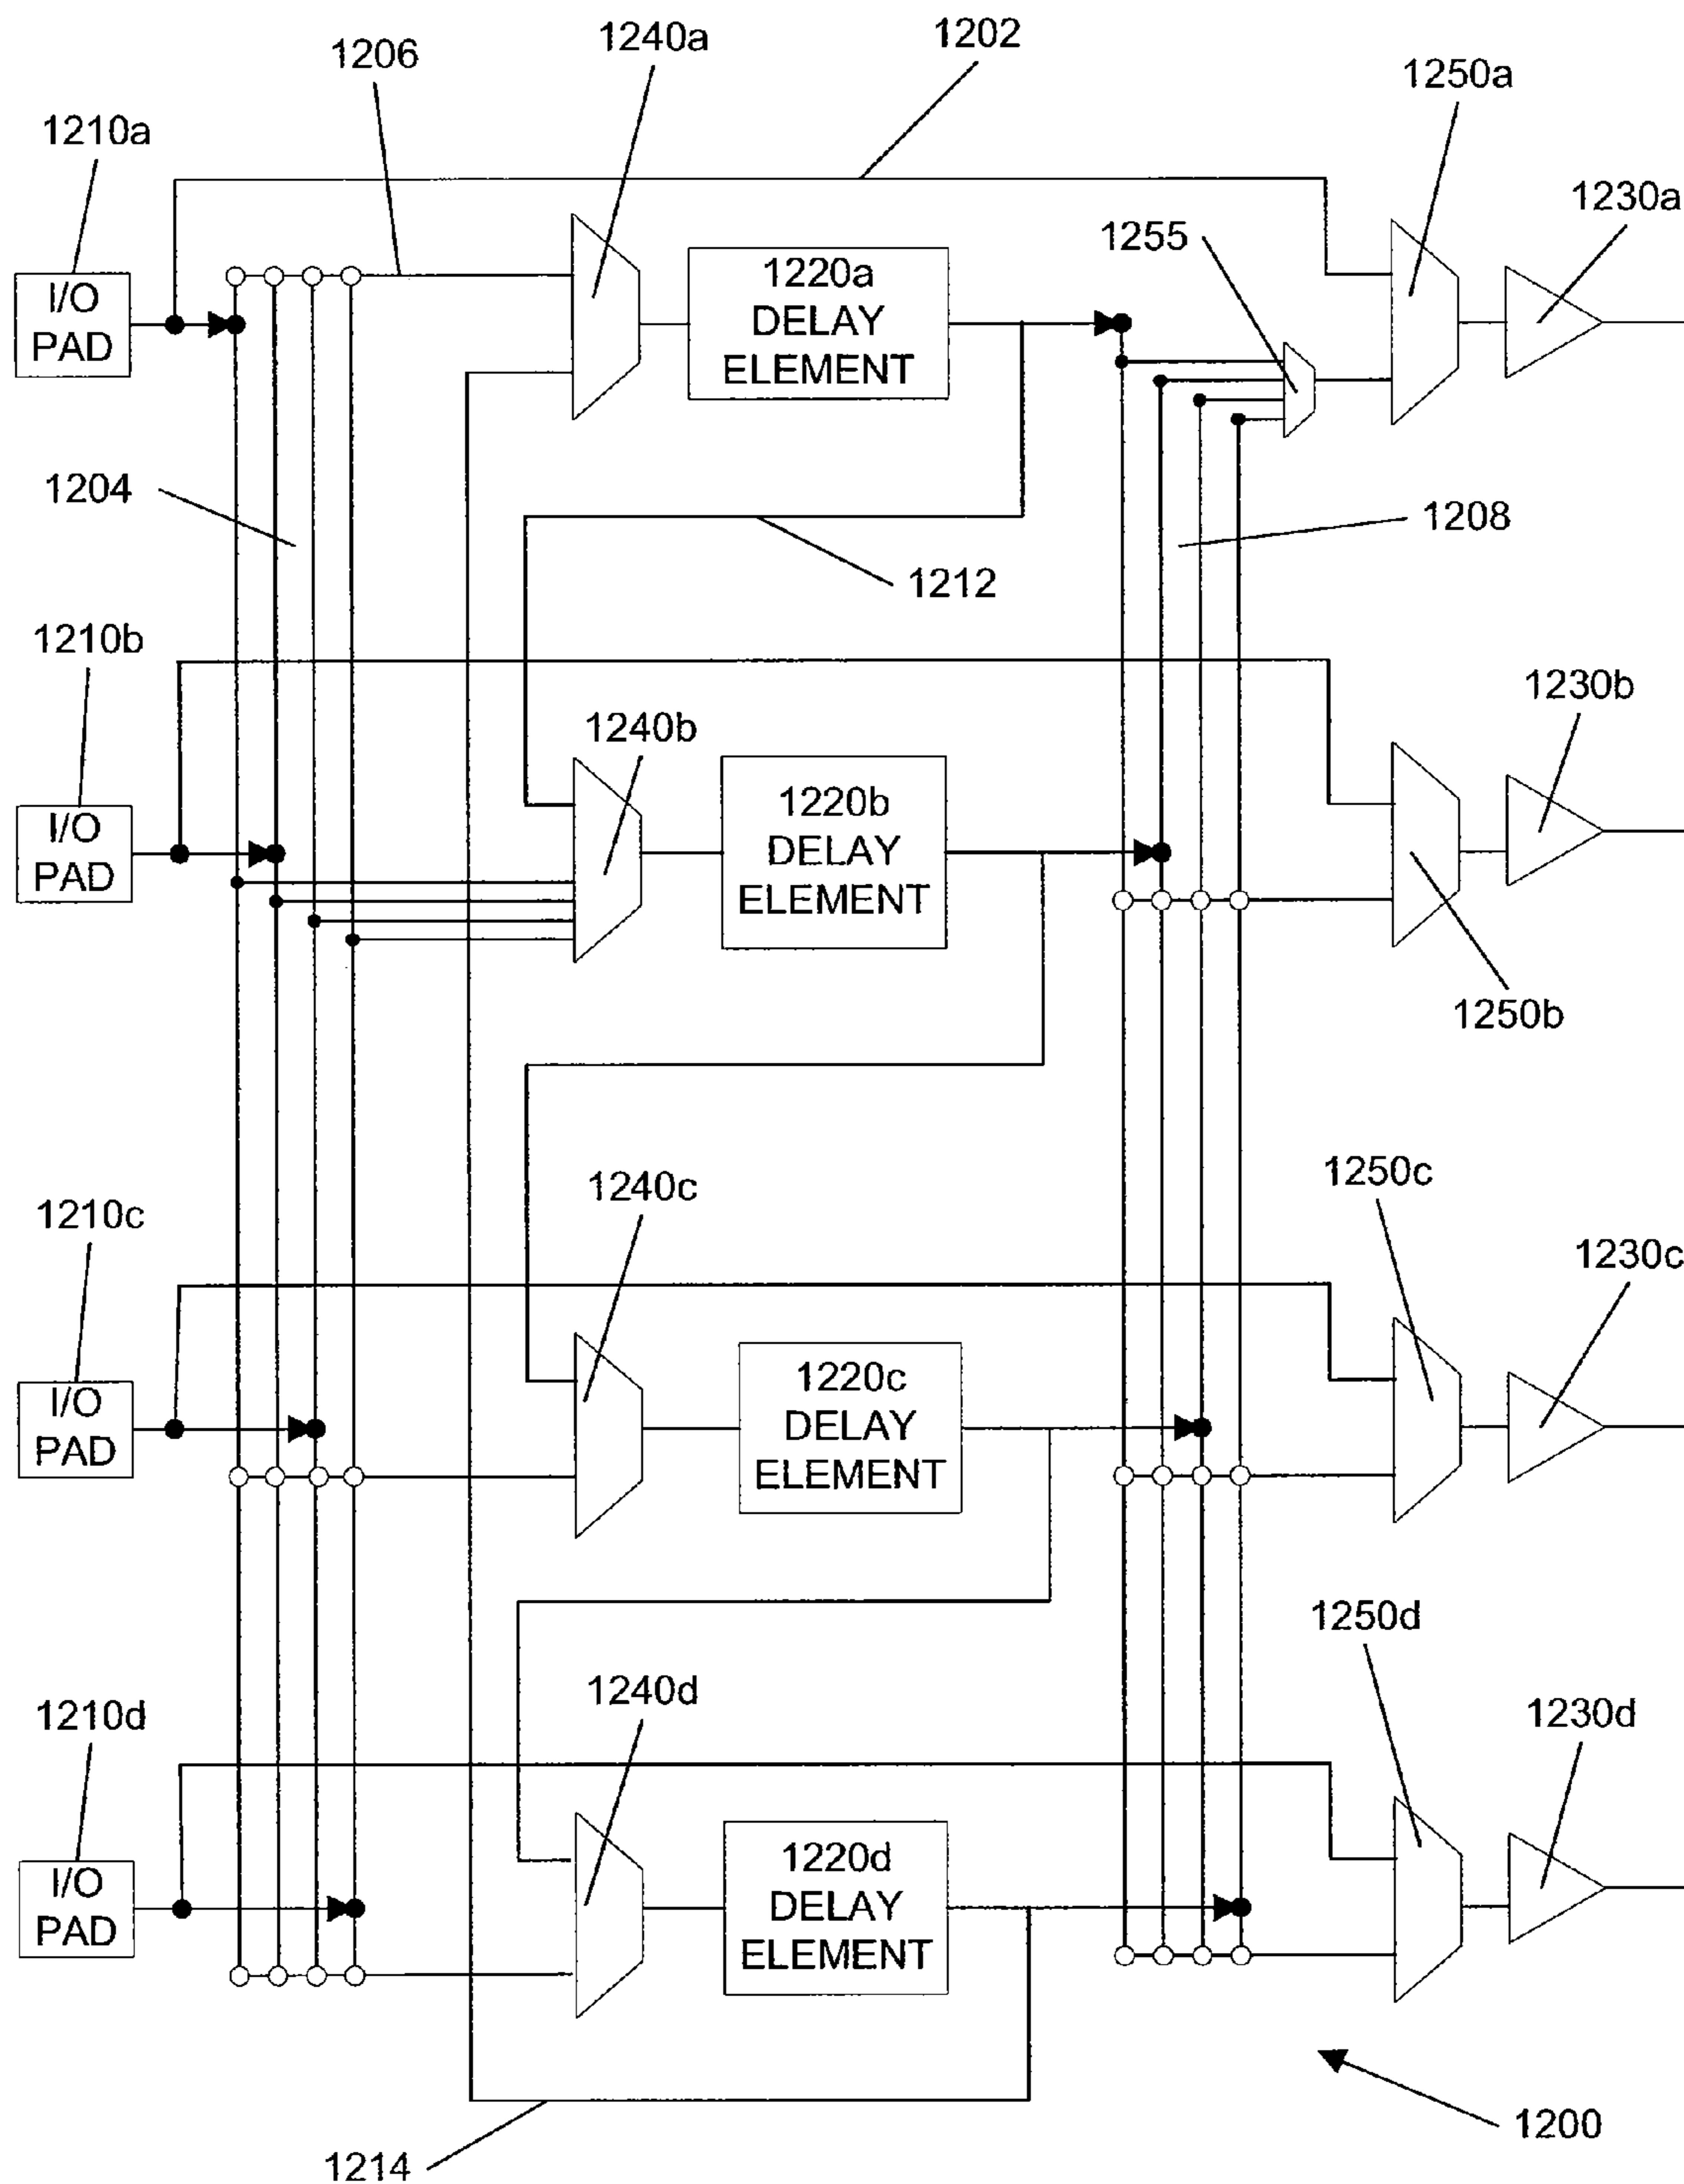 1202
1240a
1206
1250a
1210a
1230a
1255
I/O
PAD
1220a
DELAY
ELEMENT
1204
1208
1212
1210b
1230b
1240b
I/O
PAD
1220b
DELAY
ELEMENT
1250b
1250c
1240c
1210c
1230c
I/O
PAD
1220c
DELAY
ELEMENT
1250d
1240d
1210d
1230d
I/O
PAD
1220d
DELAY
ELEMENT
1200
1214